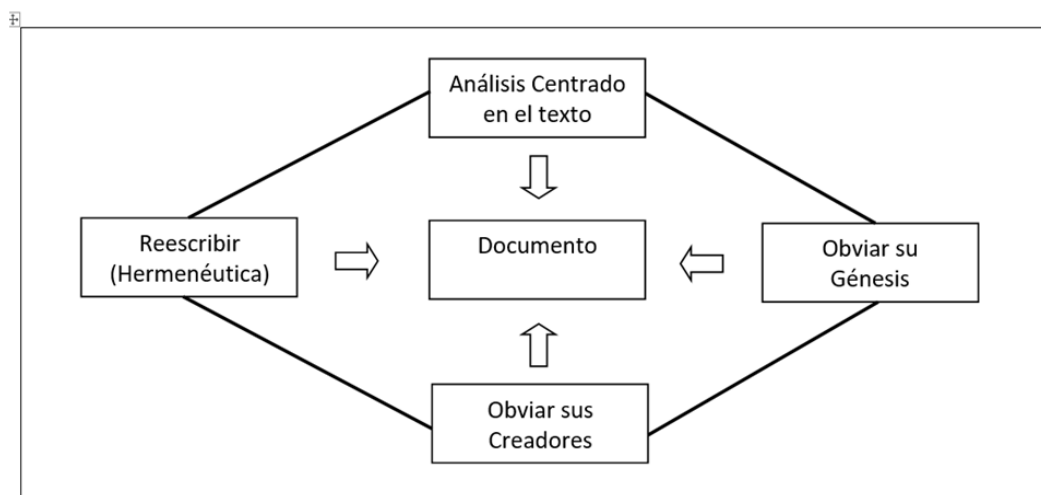 Análisis Centrado
en el texto
Reescribir
(Hermenéutica)
Documento
Obviar su
Génesis
Obviar sus
Creadores